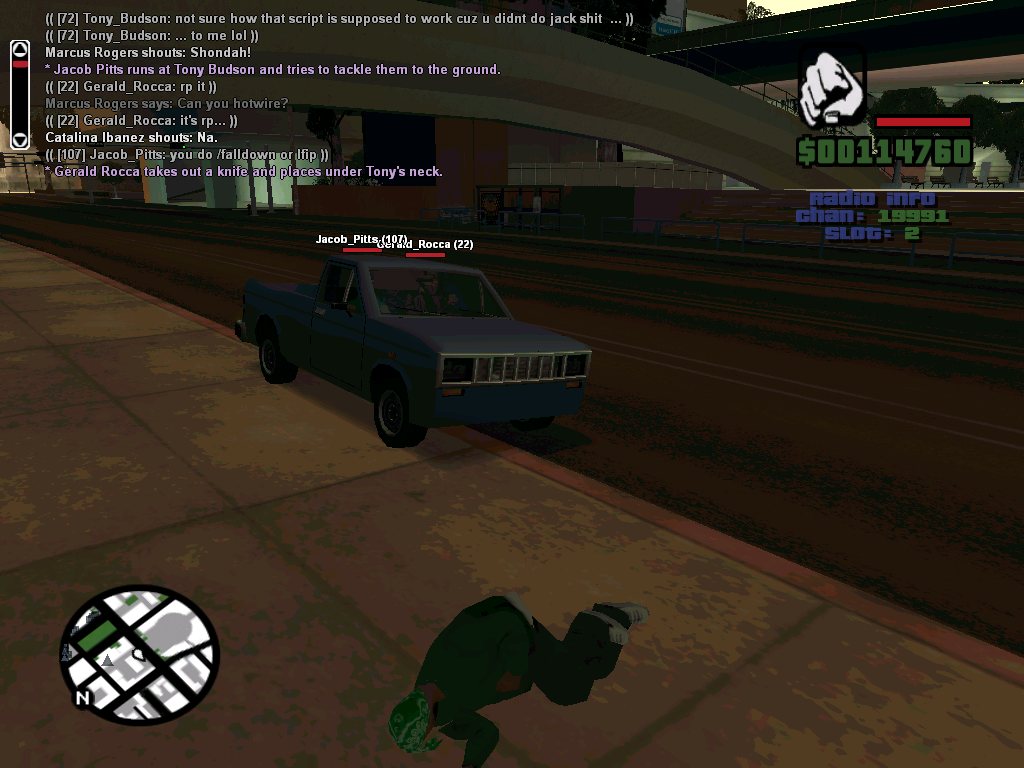 (( [72] Tony_Budson: not sure how that script is supposed to work cuz u didnt do jack shit  ... ))
(( [72] Tony_Budson: ... to me lol ))
Marcus Rogers shouts: Shondah!
* Jacob Pitts runs at Tony Budson and tries to tackle them to the ground.
(( [22] Gerald_Rocca: rp it ))
Marcus Rogers says: Can you hotwire?
(( [22] Gerald_Rocca: it's rp... ))
Catalina Ibanez shouts: Na.
(( [107] Jacob_Pitts: you do /falldown or lfip ))
* Gerald Rocca takes out a knife and places under Tony's neck.
$00114760
Radio info
Chan: 19991
Slot: 2
Jacob_Pitts (107)
Gerald_Rocca (22)
N